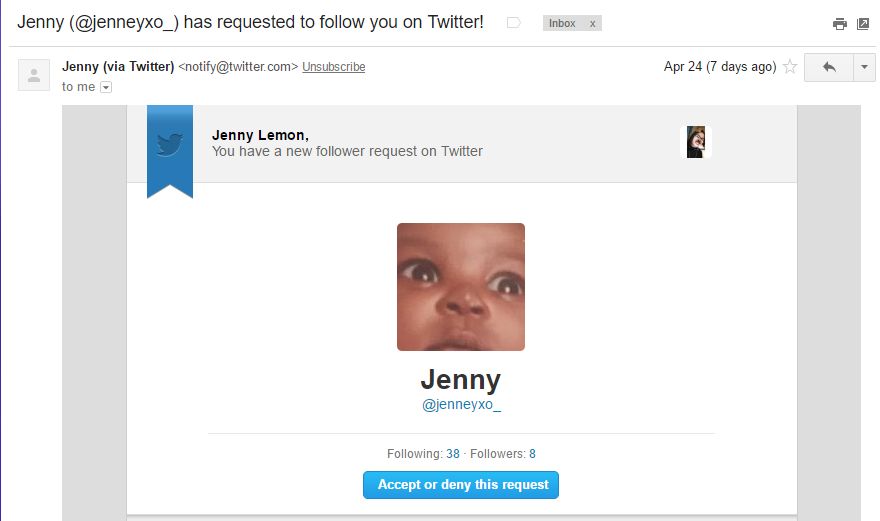 Jenny (@jenneyxo_) has requested to follow you on Twitter!
Inbox x
Jenny (via Twitter) <notify@twitter.com> Unsubscribe
Apr 24 (7 days ago)
to me
Jenny Lemon,
You have a new follower request on Twitter
Jenny
@jenneyxo_
Following: 38 · Followers: 8
Accept or deny this request